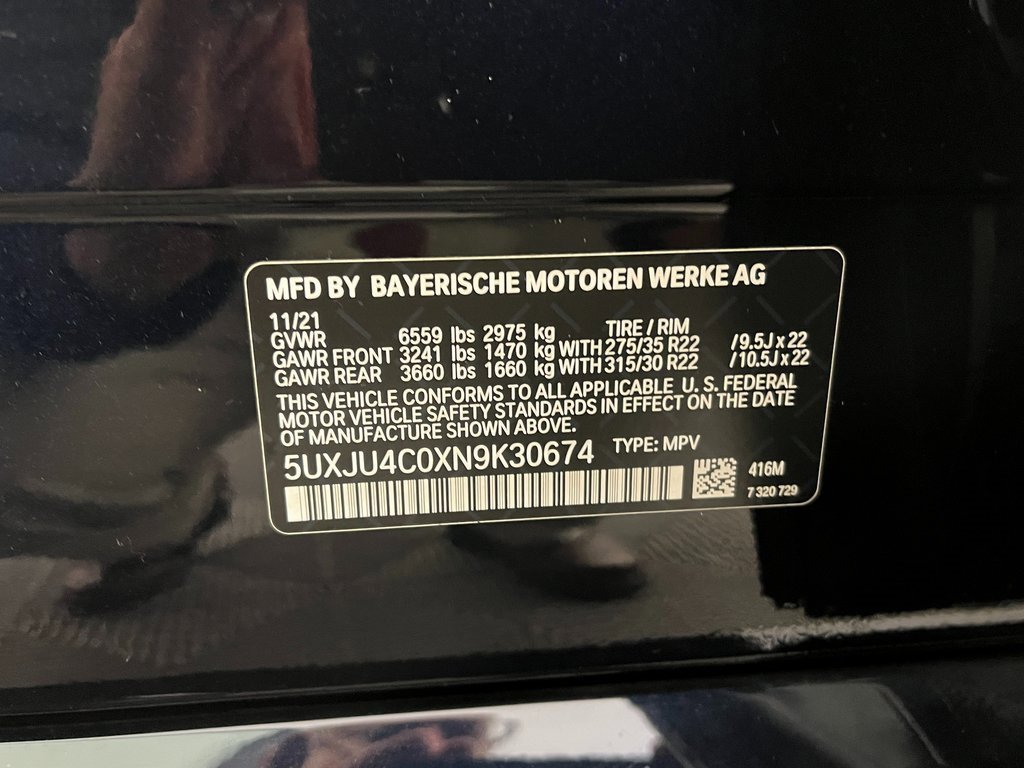 MFD BY BAYERISCHE MOTOREN WERKE AG
11/21 TIRE / RIM
GVWR 6559 lbs 2975 kg
GAWR FRONT 3241 lbs 1470 kg WITH 275/35 R22 /9.5J x 22
GAWR REAR 3660 lbs 1660 kg WITH 315/30 R22 /10.5J x 22
THIS VEHICLE CONFORMS TO ALL APPLICABLE U. S. FEDERAL
MOTOR VEHICLE SAFETY STANDARDS IN EFFECT ON THE DATE
OF MANUFACTURE SHOWN ABOVE.
5UXJU4C0XN9K30674 TYPE: MPV
416M
7 320 729